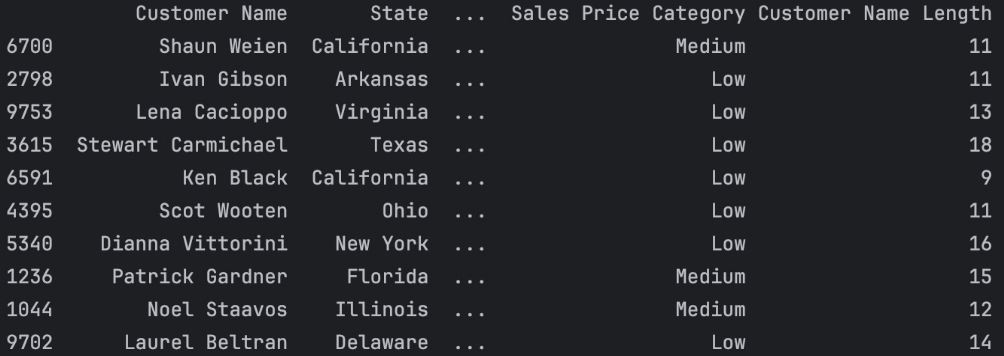 Customer Name State ... Sales Price Category Customer Name Length
6700 Shaun Weien California ... Medium 11
2798 Ivan Gibson Arkansas ... Low 11
9753 Lena Cacioppo Virginia ... Low 13
3615 Stewart Carmichael Texas ... Low 18
6591 Ken Black California ... Low 9
4395 Scot Wooten Ohio ... Low 11
5340 Dianna Vittorini New York ... Low 16
1236 Patrick Gardner Florida ... Medium 15
1044 Noel Staavos Illinois ... Medium 12
9702 Laurel Beltran Delaware ... Low 14